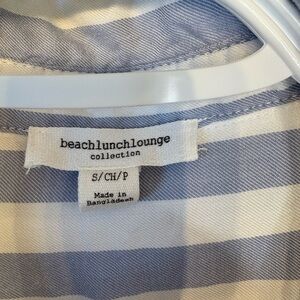 beachlunchlounge
collection
S/CH/P
Made in
Bangladesh